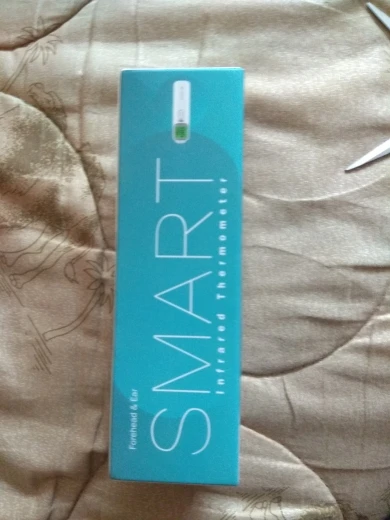 Forehead & Ear
SMART
Infrared Thermometer